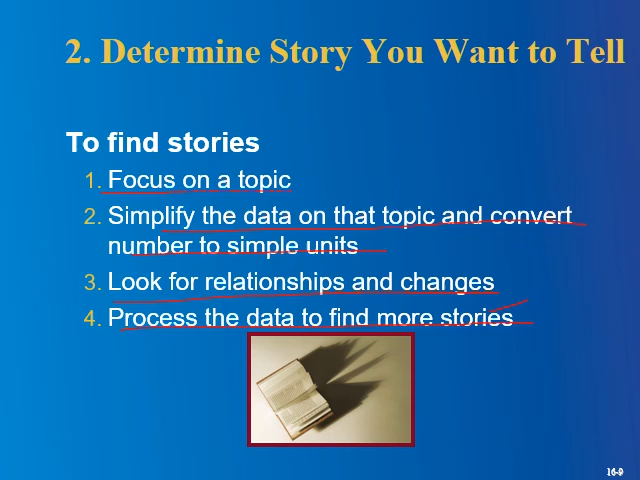 2. Determine Story You Want to Tell
To find stories
1. Focus on a topic
2. Simplify the data on that topic and convert
number to simple units
3. Look for relationships and changes
4. Process the data to find more stories
16-9